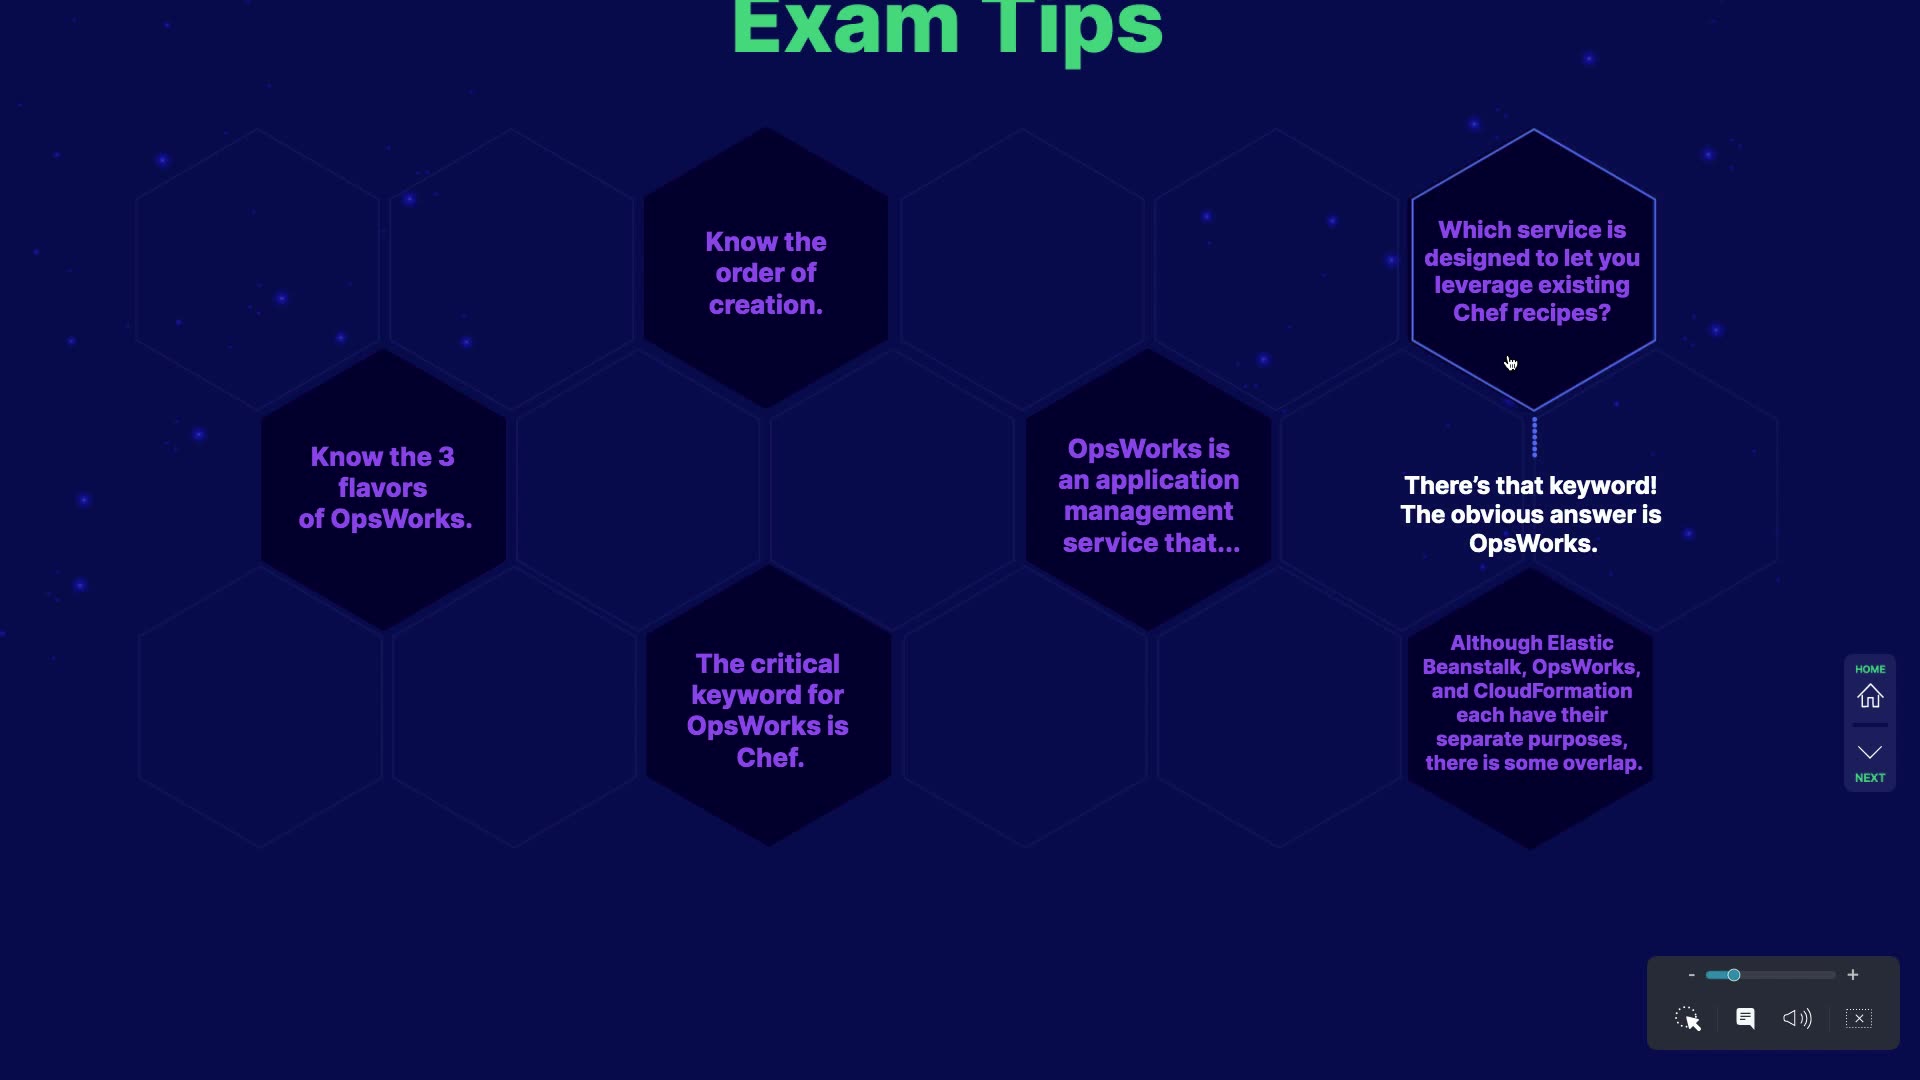 Exam Tips
Know the
order of
creation.
Which service is
designed to let you
leverage existing
Chef recipes?
Know the 3
flavors
of OpsWorks.
OpsWorks is
an application
management
service that...
There's that keyword!
The obvious answer is
OpsWorks.
The critical
keyword for
OpsWorks is
Chef.
Although Elastic
Beanstalk, OpsWorks,
and CloudFormation
each have their
separate purposes,
there is some overlap.
HOME
NEXT
- +